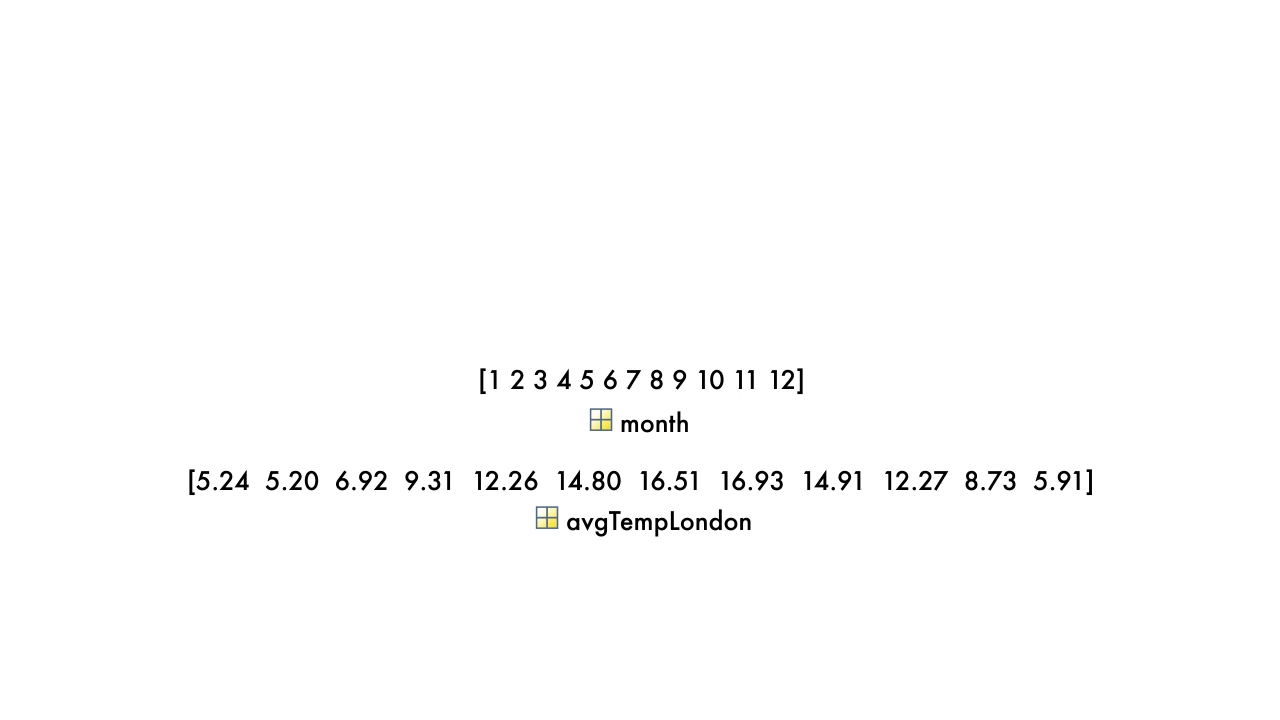 [1 2 3 4 5 6 7 8 9 10 11 12]
month
[5.24 5.20 6.92 9.31 12.26 14.80 16.51 16.93 14.91 12.27 8.73 5.91]
avgTempLondon